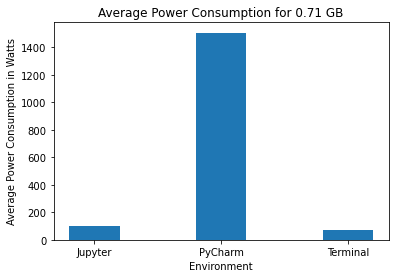 Average Power Consumption for 0.71 GB
Average Power Consumption in Watts
1400
1200
1000
800
600
400
200
0
Jupyter PyCharm Terminal
Environment